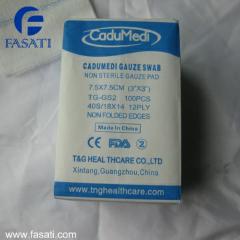 FASATI
CaduMedi
CADUMEDI GAUZE SWAB
NON STERILE GAUZE PAD
7.5X7.5CM (3"X3")
TG-GS2 100PCS
40S/18X14 12PLY
NON FOLDED EDGES
Made In China
CE FDA
T&G HEALTHCARE CO.,LTD
Xintang, Guangzhou, China
www.tnghealthcare.com
www.fasati.com